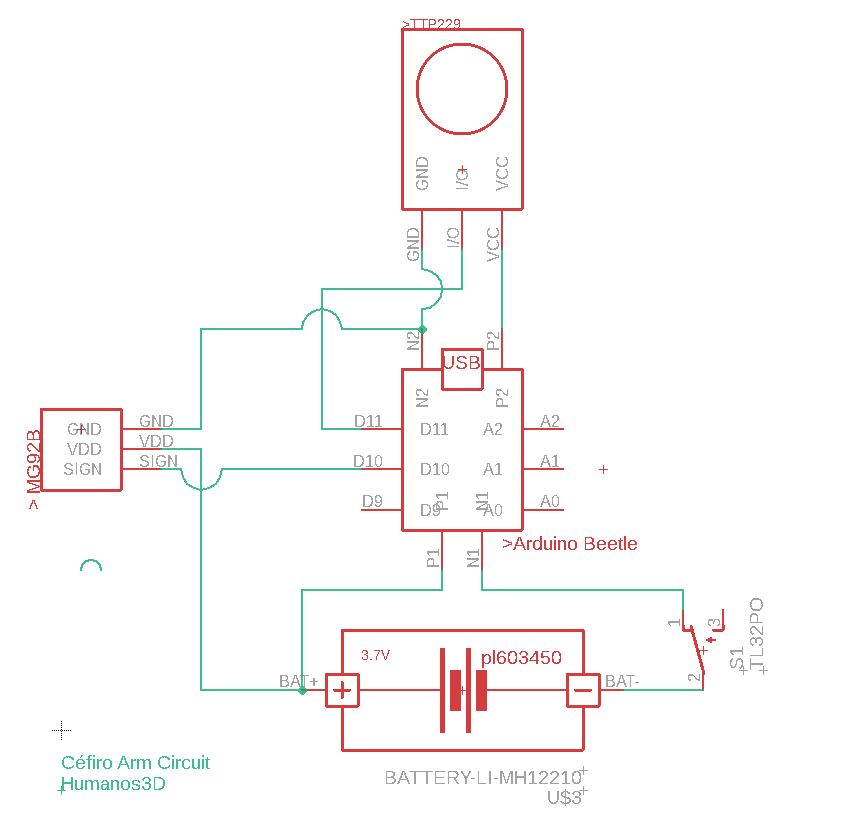 >TTP229
GND
I/O
VCC
GND
I/O
VCC
N2
P2
USB
N2
P2
>MG92B
GND
VDD
SIGN
GND
VDD
SIGN
D11
D10
D9
D11
D10
D9
A2
A1
A0
A2
A1
A0
P1
N1
P1
N1
>Arduino Beetle
1
3
2
S1
TL32PO
3.7V
pl603450
BAT+
BAT-
BATTERY-LI-MH12210
U$3
Céfiro Arm Circuit
Humanos3D